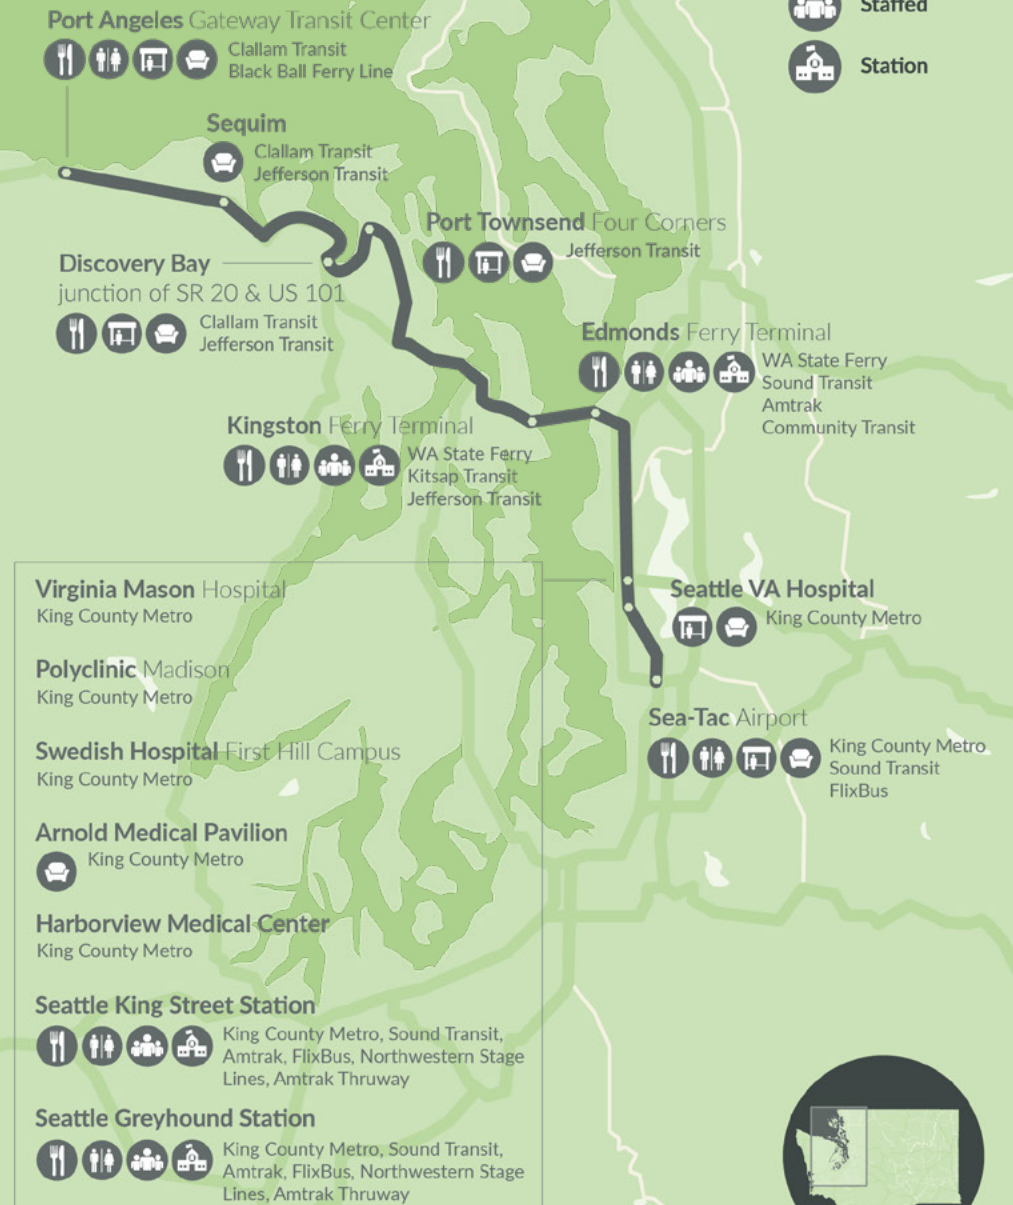 Port Angeles Gateway Transit Center
Clallam Transit
Black Ball Ferry Line
Staffed
Station
Sequim
Clallam Transit
Jefferson Transit
Port Townsend Four Corners
Jefferson Transit
Discovery Bay
junction of SR 20 & US 101
Clallam Transit
Jefferson Transit
Edmonds Ferry Terminal
WA State Ferry
Sound Transit
Amtrak
Community Transit
Kingston Ferry Terminal
WA State Ferry
Kitsap Transit
Jefferson Transit
Virginia Mason Hospital
King County Metro
Seattle VA Hospital
King County Metro
Polyclinic Madison
King County Metro
Sea-Tac Airport
King County Metro
Sound Transit
FlixBus
Swedish Hospital First Hill Campus
King County Metro
Arnold Medical Pavilion
King County Metro
Harborview Medical Center
King County Metro
Seattle King Street Station
King County Metro, Sound Transit,
Amtrak, FlixBus, Northwestern Stage
Lines, Amtrak Thruway
Seattle Greyhound Station
King County Metro, Sound Transit,
Amtrak, FlixBus, Northwestern Stage
Lines, Amtrak Thruway